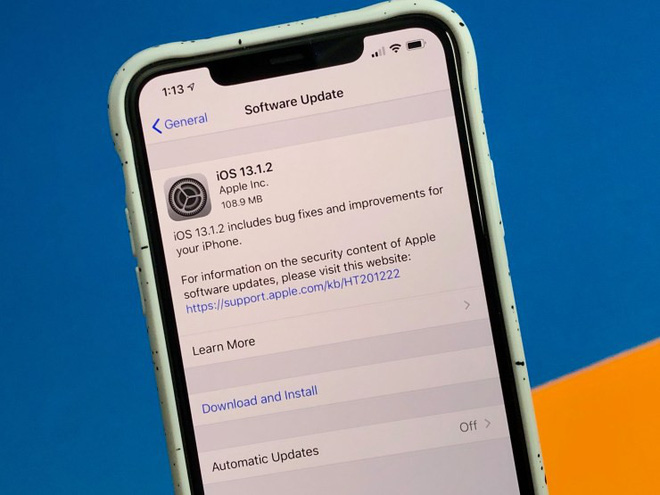 1:13
General
Software Update
iOS 13.1.2
Apple Inc.
108.9 MB
iOS 13.1.2 includes bug fixes and improvements for
your iPhone.
For information on the security content of Apple
software updates, please visit this website:
https://support.apple.com/kb/HT201222
Learn More
Download and Install
Automatic Updates
Off